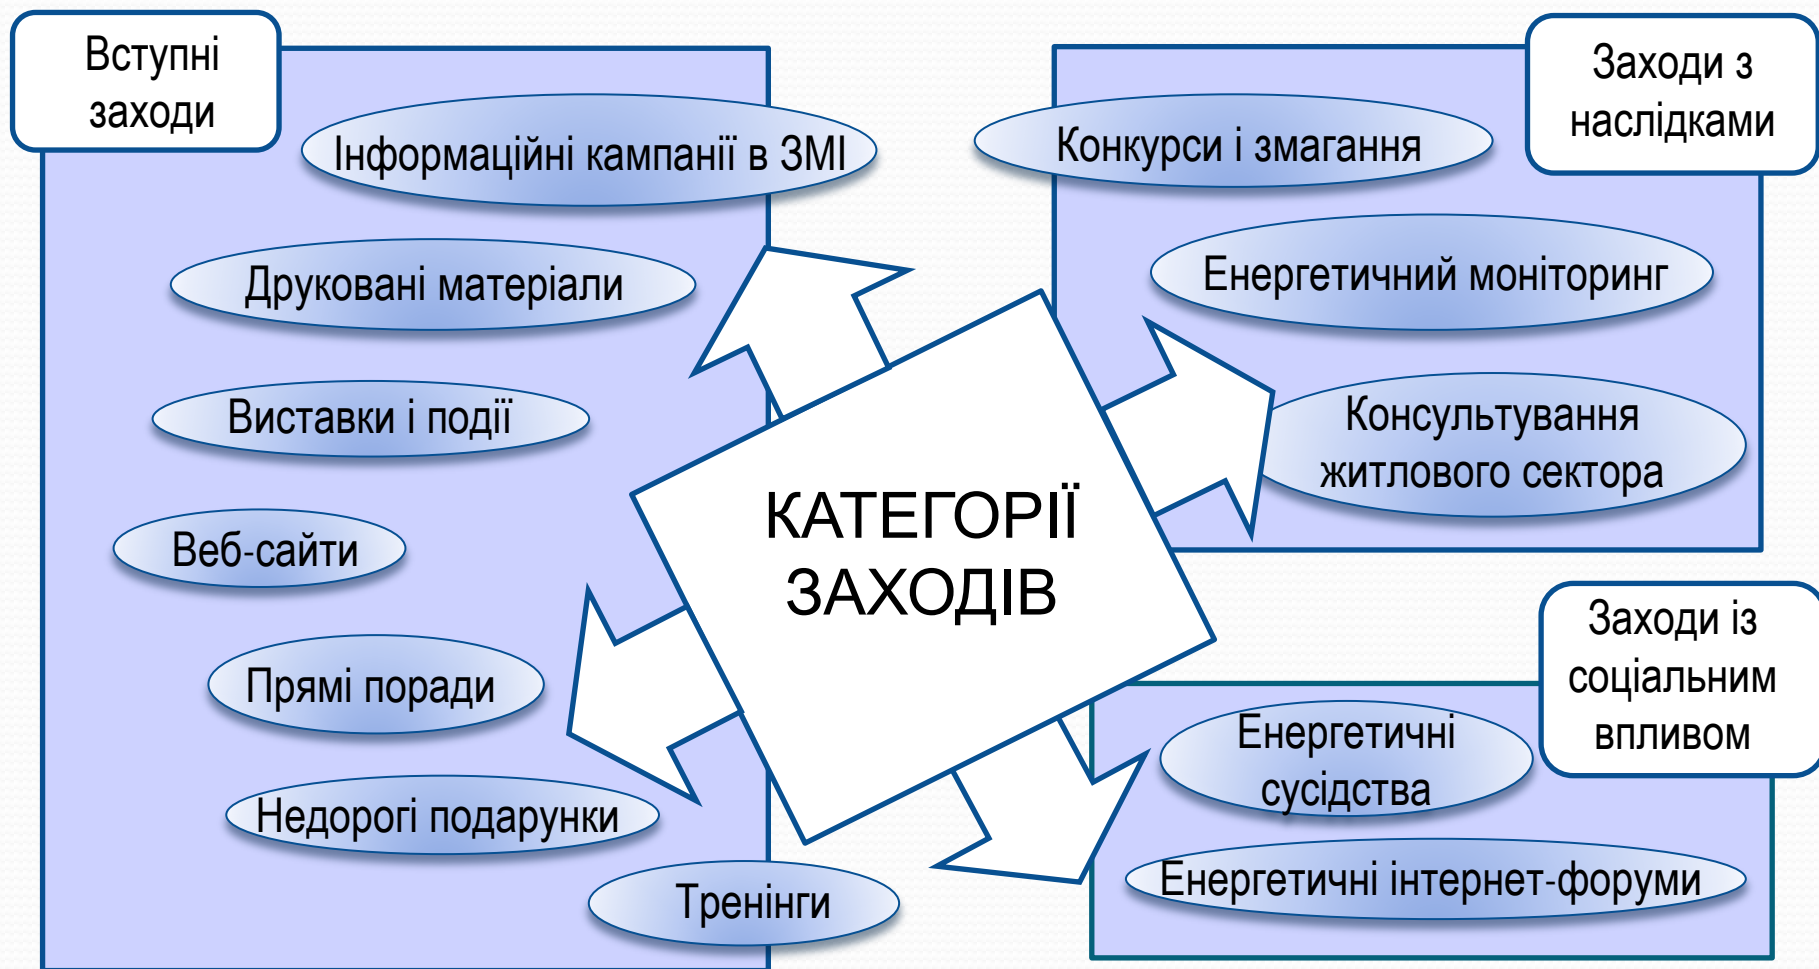 Вступні
заходи
Інформаційні кампанії в ЗМІ
Друковані матеріали
Виставки і події
Веб-сайти
Прямі поради
Недорогі подарунки
Тренінги
КАТЕГОРІЇ
ЗАХОДІВ
Заходи з
наслідками
Конкурси і змагання
Енергетичний моніторинг
Консультування
житлового сектора
Заходи із
соціальним
впливом
Енергетичні
сусідства
Енергетичні інтернет-форуми